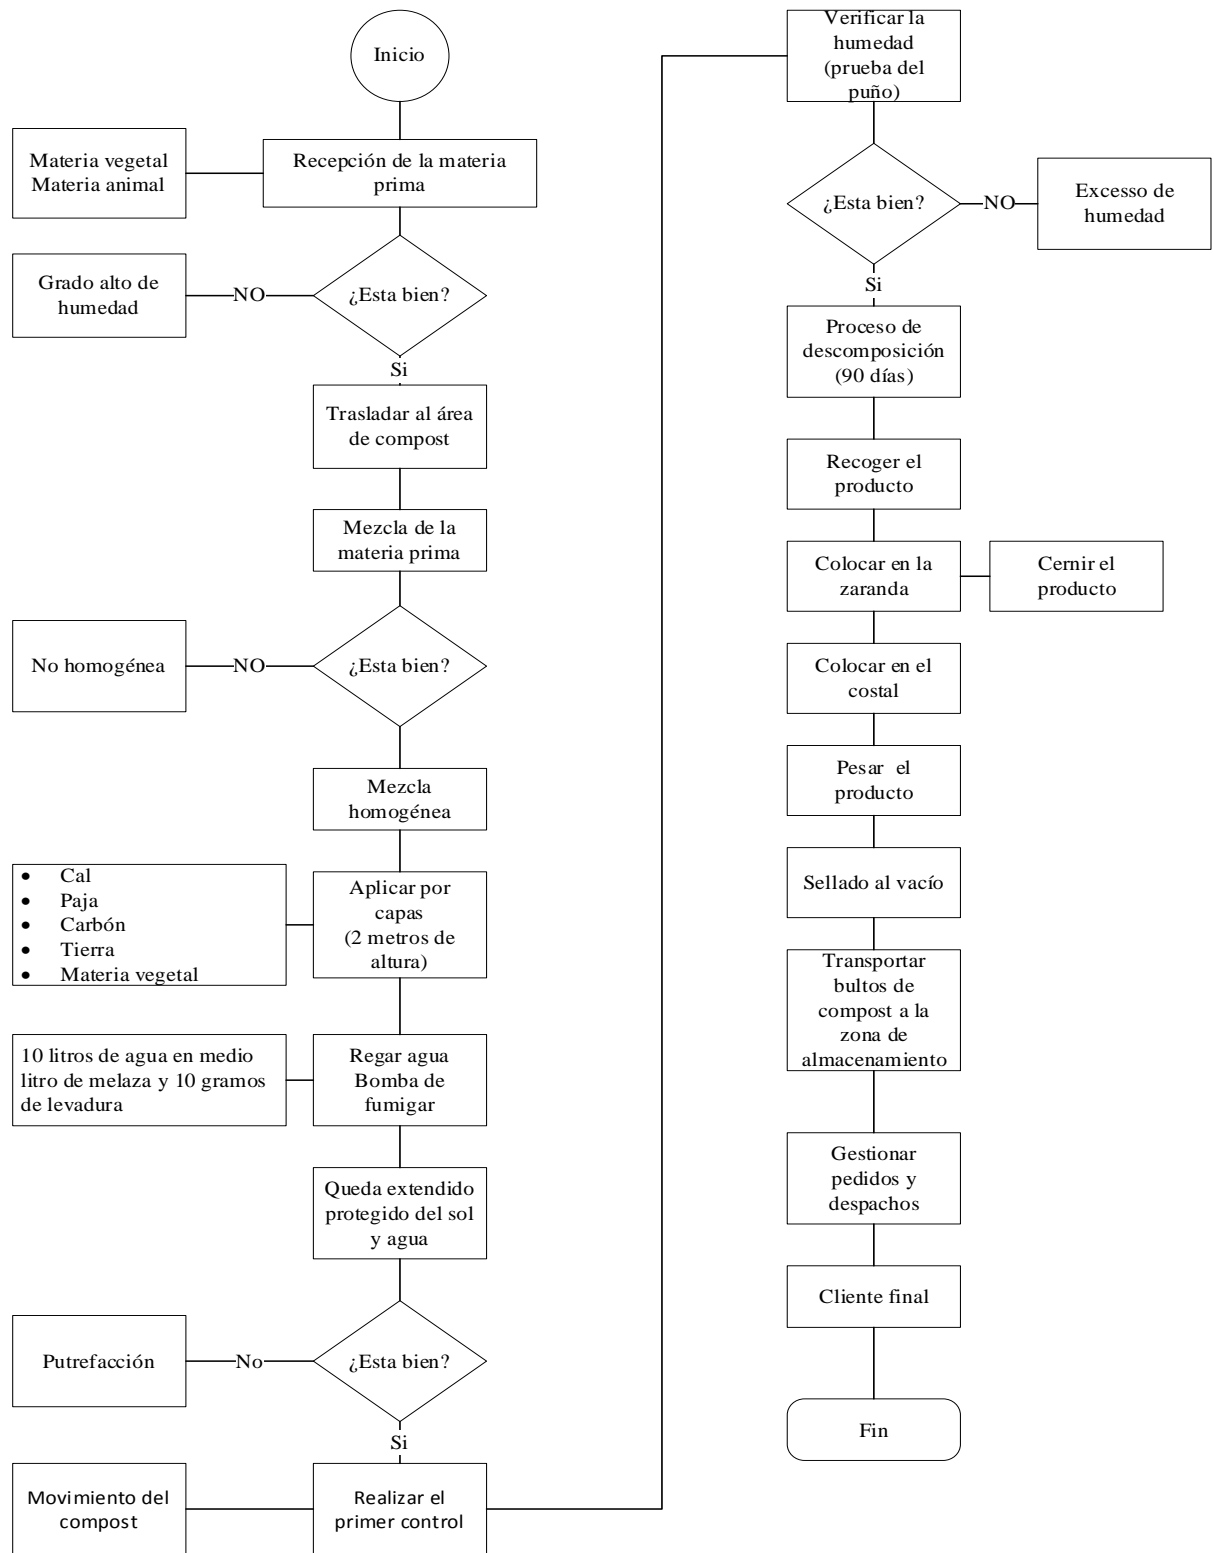 Inicio
Materia vegetal
Materia animal
Recepción de la materia
prima
Grado alto de
humedad
NO
¿Esta bien?
Si
Trasladar al área
de compost
Mezcla de la
materia prima
No homogénea
NO
¿Esta bien?
Mezcla
homogénea
• Cal
• Paja
• Carbón
• Tierra
• Materia vegetal
Aplicar por
capas
(2 metros de
altura)
10 litros de agua en medio
litro de melaza y 10 gramos
de levadura
Regar agua
Bomba de
fumigar
Queda extendido
protegido del sol
y agua
Putrefacción
No
¿Esta bien?
Si
Movimiento del
compost
Realizar el
primer control
Verificar la
humedad
(prueba del
puño)
¿Esta bien?
NO
Excesso de
humedad
Si
Proceso de
descomposición
(90 días)
Recoger el
producto
Colocar en la
zaranda
Cernir el
producto
Colocar en el
costal
Pesar el
producto
Sellado al vacío
Transportar
bultos de
compost a la
zona de
almacenamiento
Gestionar
pedidos y
despachos
Cliente final
Fin